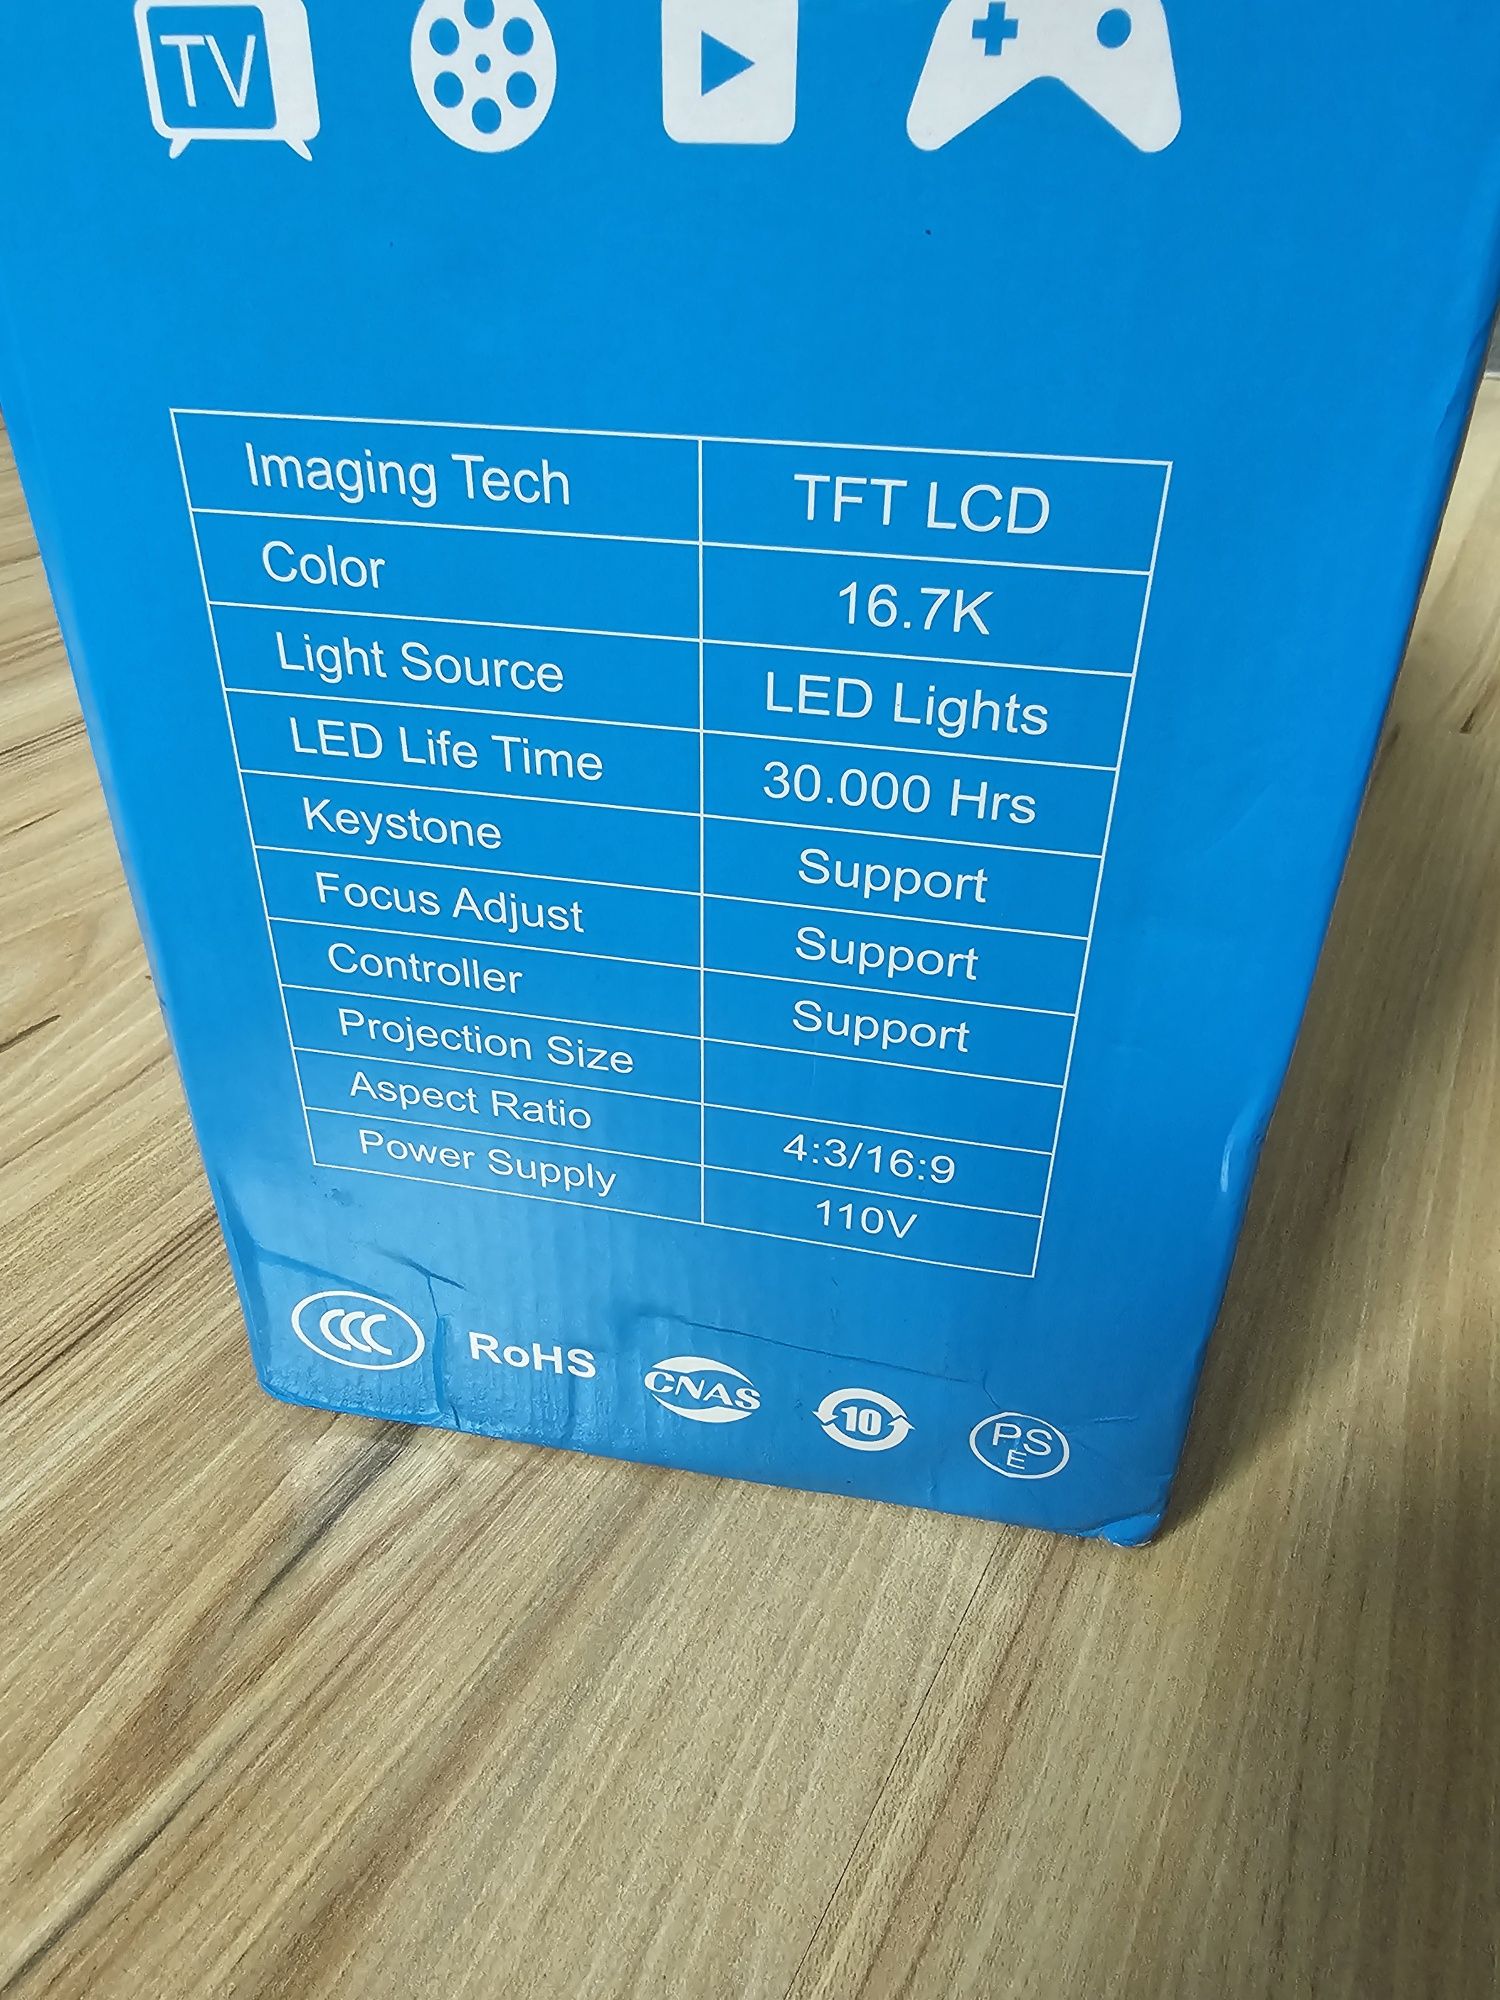 TV
Imaging Tech TFT LCD
Color 16.7K
Light Source LED Lights
LED Life Time 30.000 Hrs
Keystone Support
Focus Adjust Support
Controller Support
Projection Size
Aspect Ratio 4:3/16:9
Power Supply 110V
CCC RoHS CNAS 10 PS
E